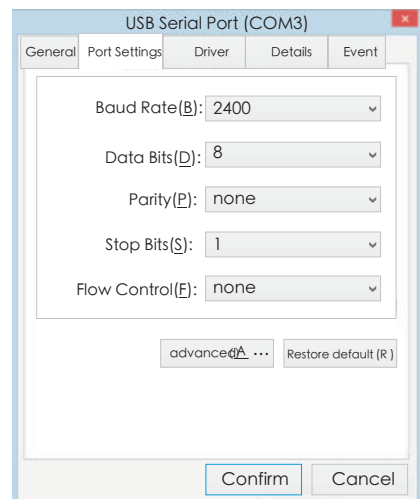 USB Serial Port (COM3)
General Port Settings Driver Details Event
Baud Rate(B): 2400
Data Bits(D): 8
Parity(P): none
Stop Bits(S): 1
Flow Control(F): none
advanced(A ... Restore default (R )
Confirm Cancel